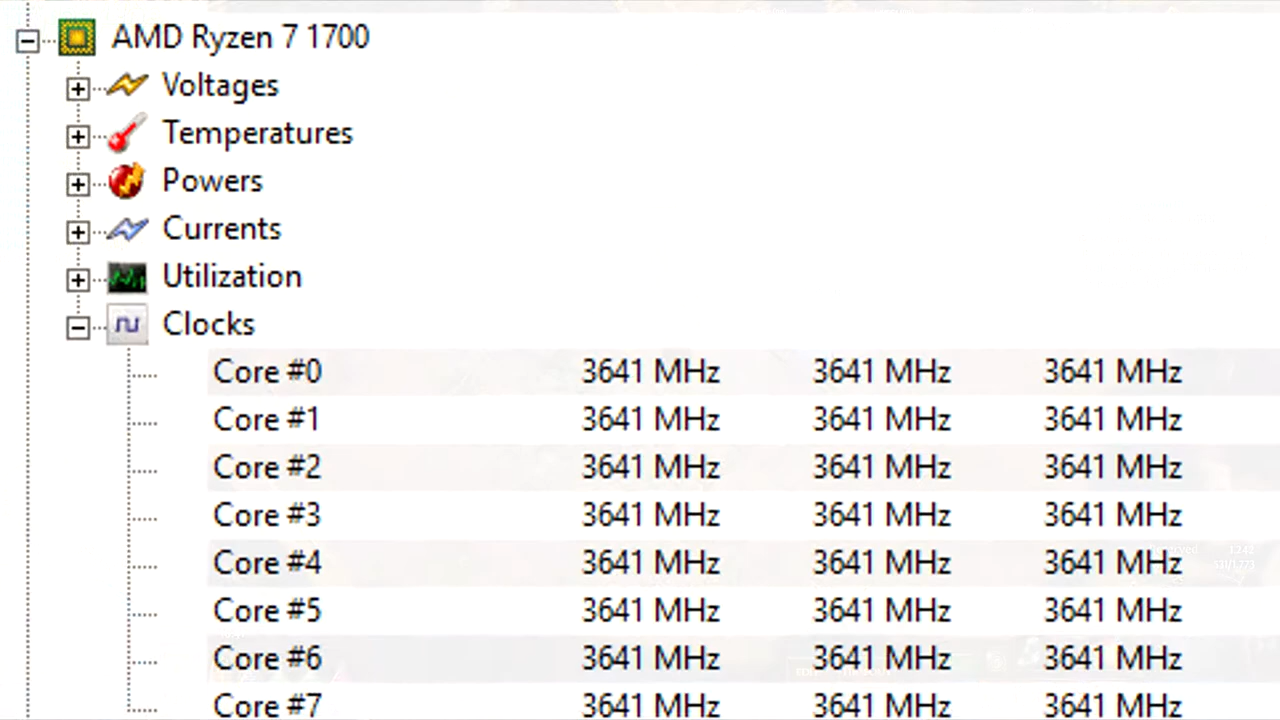 AMD Ryzen 7 1700
Voltages
Temperatures
Powers
Currents
Utilization
Clocks
Core #0 3641 MHz 3641 MHz 3641 MHz
Core #1 3641 MHz 3641 MHz 3641 MHz
Core #2 3641 MHz 3641 MHz 3641 MHz
Core #3 3641 MHz 3641 MHz 3641 MHz
Core #4 3641 MHz 3641 MHz 3641 MHz
Core #5 3641 MHz 3641 MHz 3641 MHz
Core #6 3641 MHz 3641 MHz 3641 MHz
Core #7 3641 MHz 3641 MHz 3641 MHz